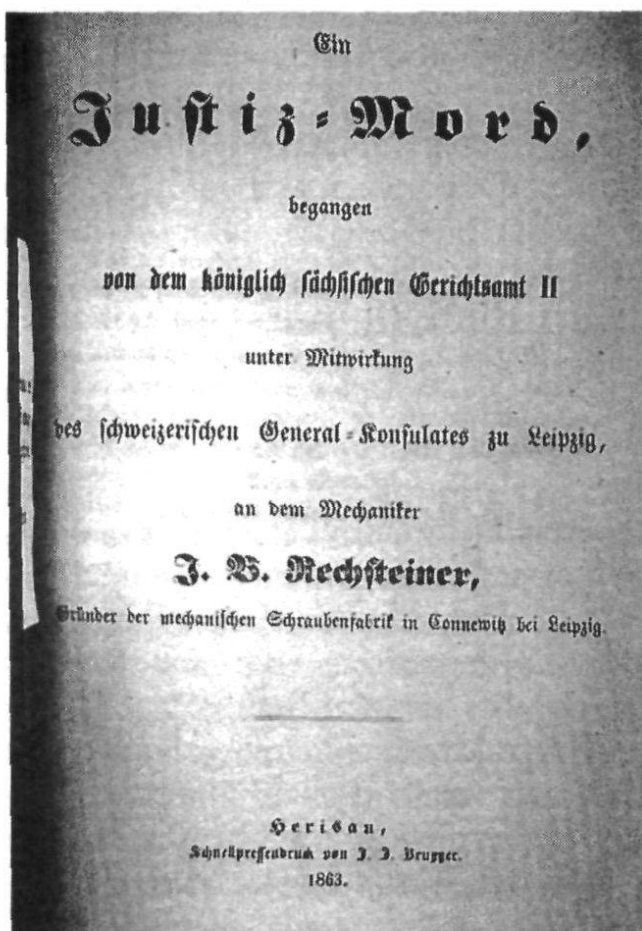 Ein
Justiz-Mord,
begangen
von dem königlich sächsischen Gerichtsamt II
unter Mitwirkung
des schweizerischen General-Konsulates zu Leipzig,
an dem Mechaniker
J. B. Rechsteiner,
Gründer der mechanischen Schraubenfabrik in Connewitz bei Leipzig.
Herisau,
Schnellpressendruck von J. J. Brugger.
1863.